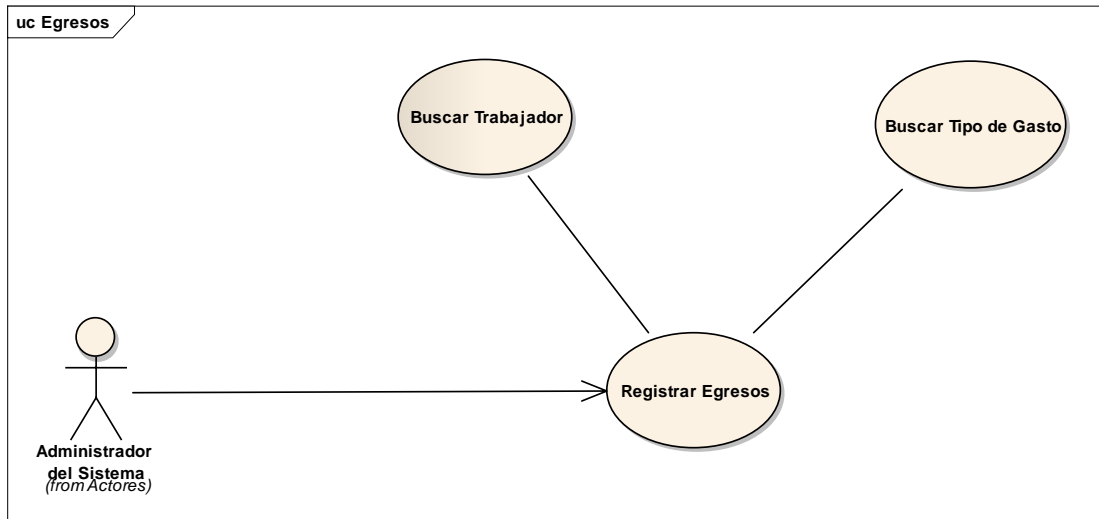 uc Egresos
Buscar Trabajador
Buscar Tipo de Gasto
Registrar Egresos
Administrador
del Sistema
(from Actores)